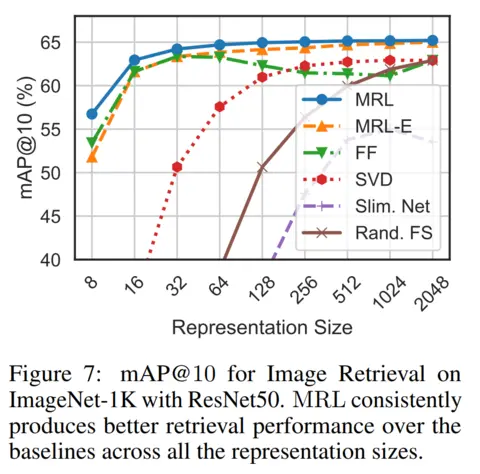 65
60
55
50
45
40
mAP@10 (%)
MRL
MRL-E
FF
SVD
Slim. Net
Rand. FS
8
16
32
64
128
256
512
1024
2048
Representation Size
Figure 7: mAP@10 for Image Retrieval on
ImageNet-1K with ResNet50. MRL consistently
produces better retrieval performance over the
baselines across all the representation sizes.